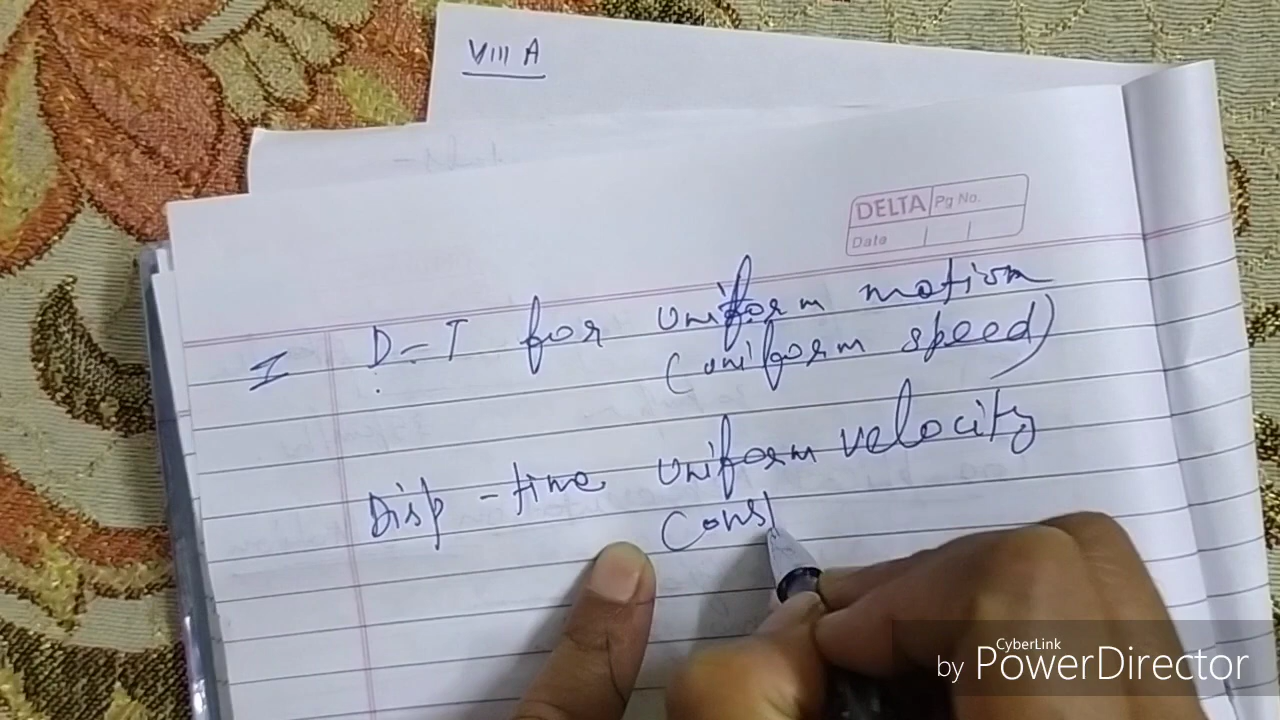 VIII A
DELTA Pg No.
Date
I D-T for uniform motion
(uniform speed)
Disp-time uniform velocity
Const
CyberLink
by PowerDirector